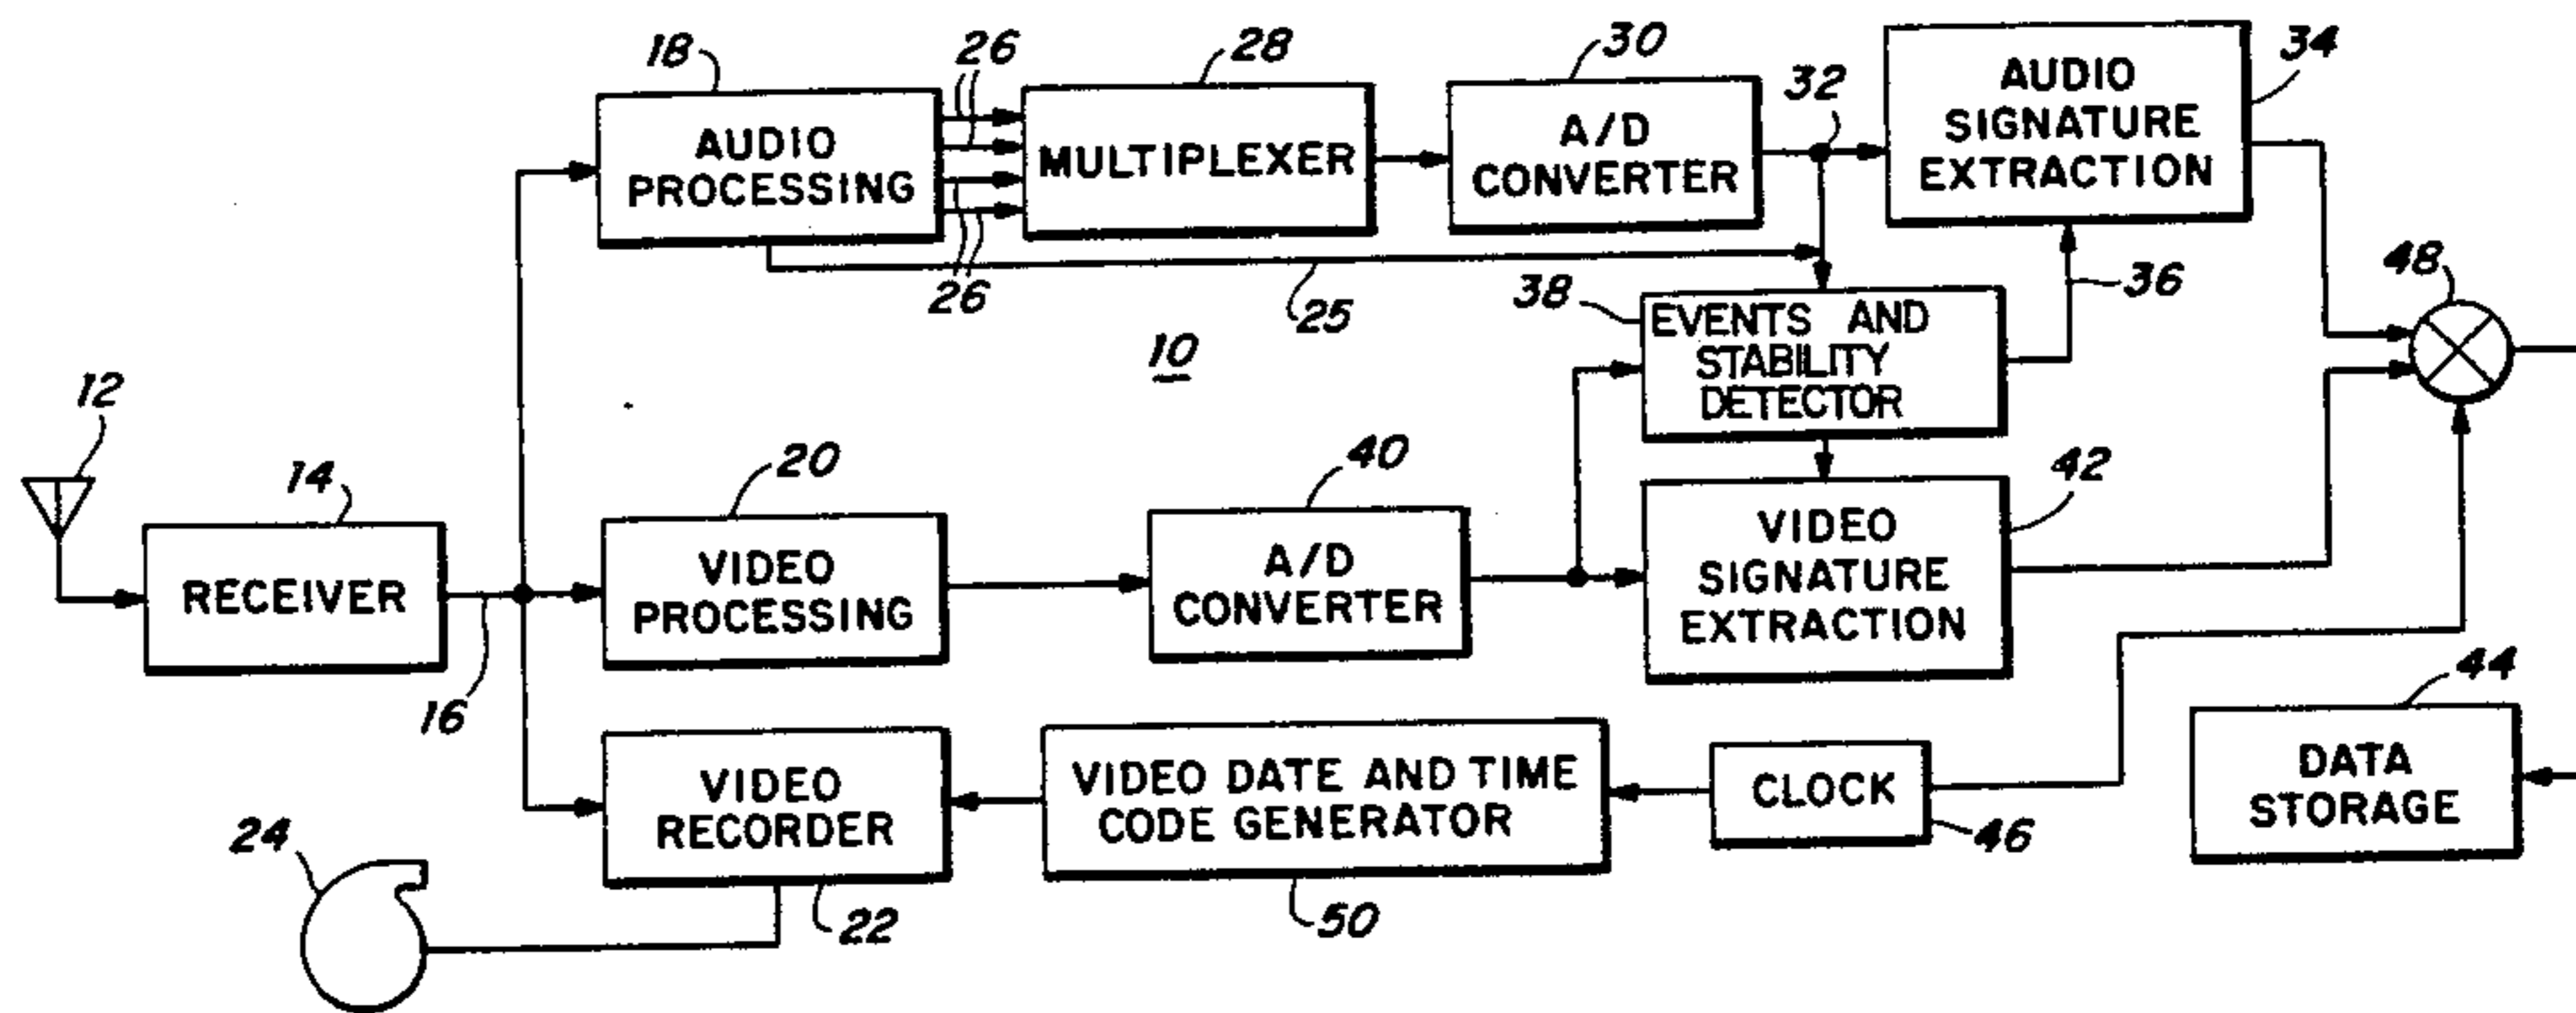 18
26
28
30
32
34
AUDIO
PROCESSING
MULTIPLEXER
A/D
CONVERTER
AUDIO
SIGNATURE
EXTRACTION
26
25
36
48
38
EVENTS AND
STABILITY
DETECTOR
10
12
14
RECEIVER
16
20
VIDEO
PROCESSING
40
A/D
CONVERTER
42
VIDEO
SIGNATURE
EXTRACTION
44
DATA
STORAGE
VIDEO
RECORDER
22
24
VIDEO DATE AND TIME
CODE GENERATOR
50
CLOCK
46